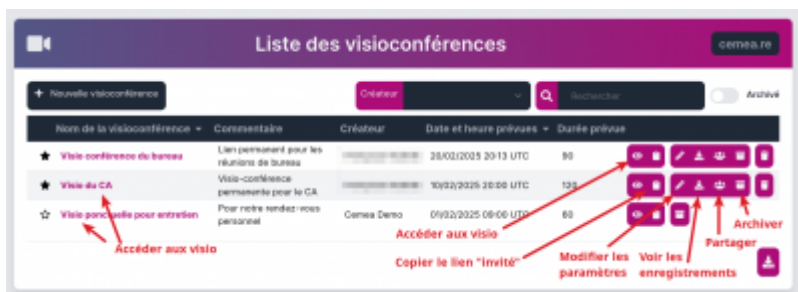 Liste des visioconférences
cemea.re
+ Nouvelle visioconférence
Créateur
Rechercher
Archivé
Nom de la visioconférence Commentaire Créateur Date et heure prévues Durée prévue
Visio-conférence du bureau Lien permanent pour les réunions de bureau 20/02/2025 20:13 UTC 90
Visio du CA Visio-conférence permanente pour le CA 10/02/2025 20:00 UTC 120
Visio ponctuelle pour entretien Pour notre rendez-vous personnel Cemea Demo 01/02/2025 09:00 UTC 60
Accéder aux visio
Accéder aux visio
Copier le lien "invité"
Modifier les paramètres
Voir les enregistrements
Partager
Archiver